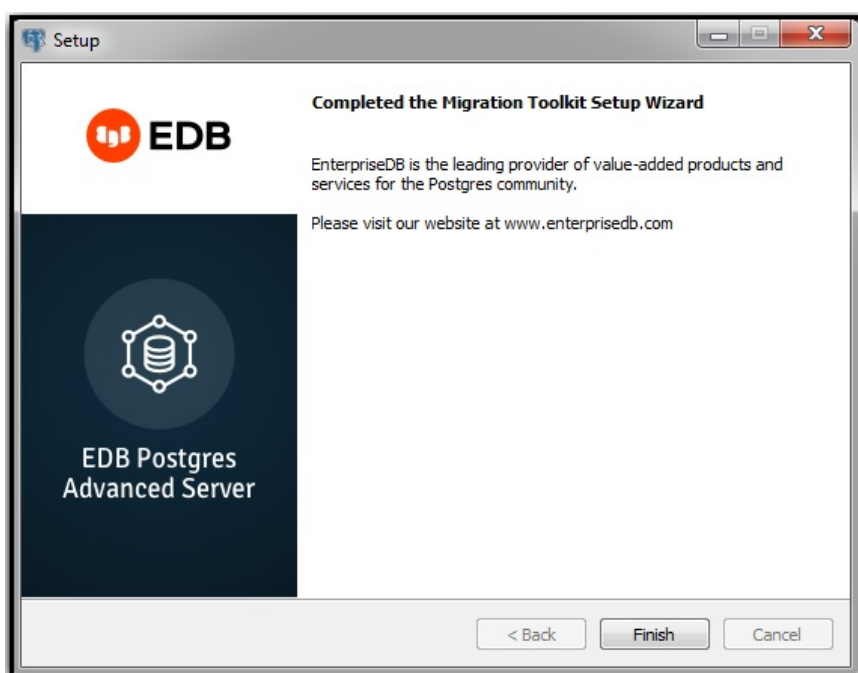 Setup
EDB
Completed the Migration Toolkit Setup Wizard
EnterpriseDB is the leading provider of value-added products and
services for the Postgres community.
Please visit our website at www.enterprisedb.com
EDB Postgres
Advanced Server
< Back
Finish
Cancel